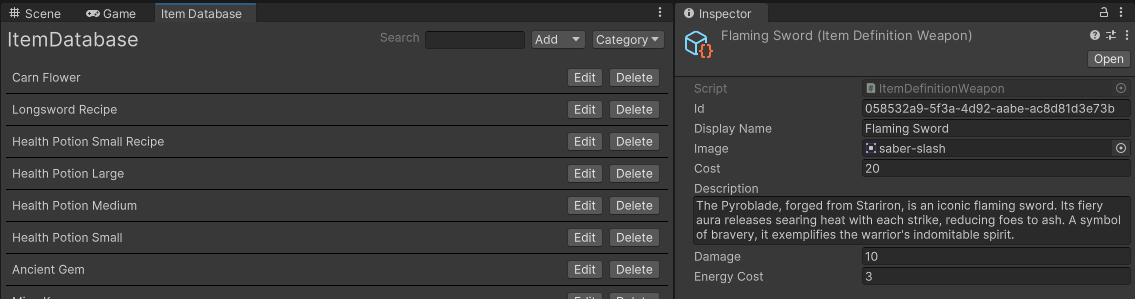 Scene
Game
Item Database
ItemDatabase
Search
Add
Category
Carn Flower
Edit
Delete
Longsword Recipe
Edit
Delete
Health Potion Small Recipe
Edit
Delete
Health Potion Large
Edit
Delete
Health Potion Medium
Edit
Delete
Health Potion Small
Edit
Delete
Ancient Gem
Edit
Delete
Inspector
Flaming Sword (Item Definition Weapon)
Open
Script
ItemDefinitionWeapon
Id
058532a9-5f3a-4d92-aabe-ac8d81d3e73b
Display Name
Flaming Sword
Image
saber-slash
Cost
20
Description
The Pyroblade, forged from Stariron, is an iconic flaming sword. Its fiery
aura releases searing heat with each strike, reducing foes to ash. A symbol
of bravery, it exemplifies the warrior's indomitable spirit.
Damage
10
Energy Cost
3